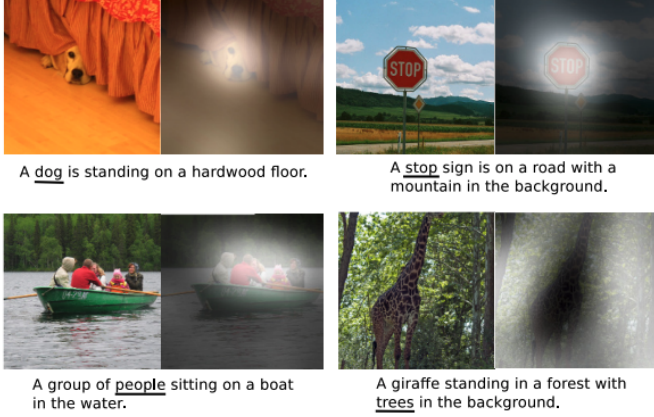 STOP
STOP
A dog is standing on a hardwood floor.
A stop sign is on a road with a
mountain in the background.
A group of people sitting on a boat
in the water.
A giraffe standing in a forest with
trees in the background.